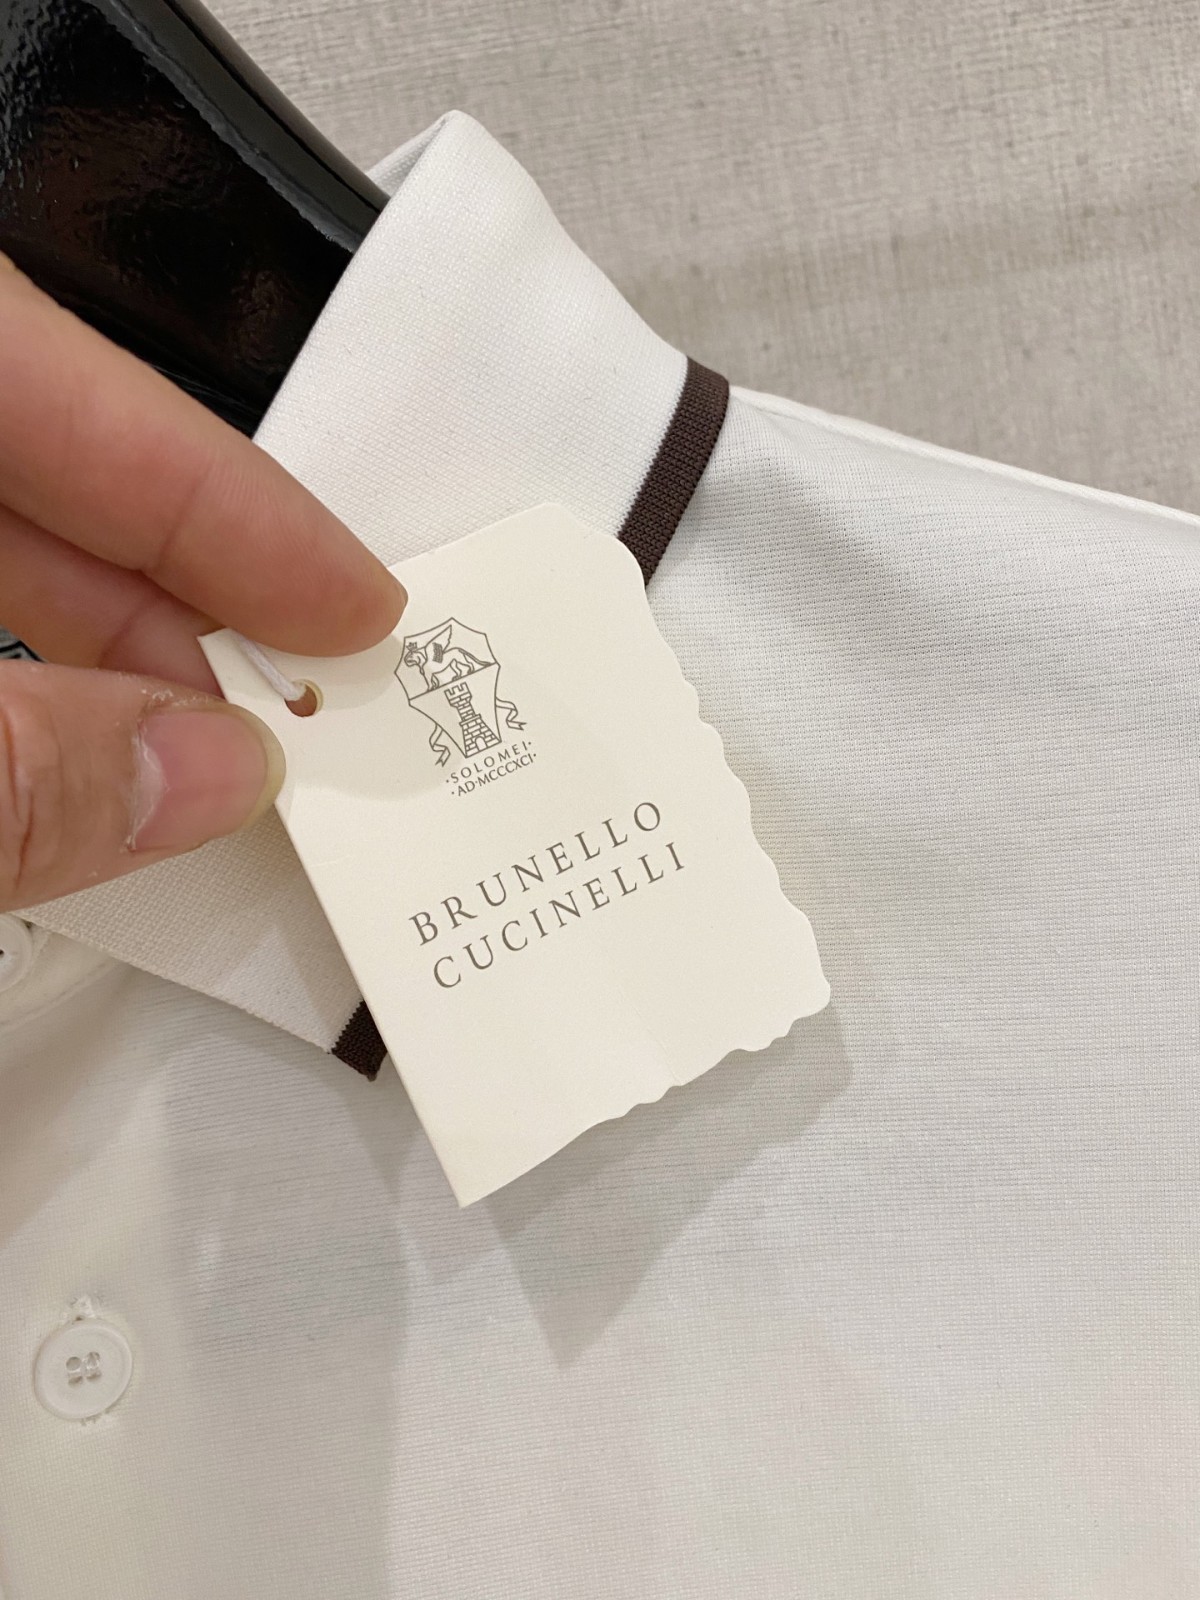 ·SOLOMEI·
·AD·MCCCXCI·
BRUNELLO
CUCINELLI